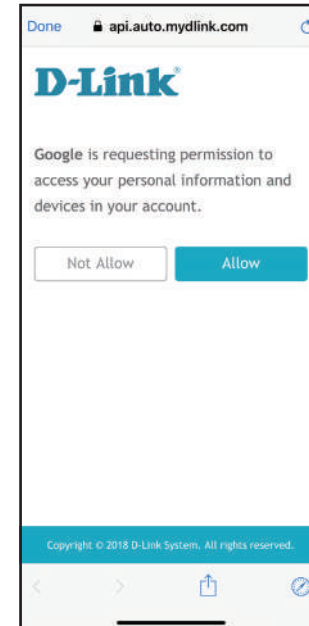 Done api.auto.mydlink.com
D-Link®
Google is requesting permission to
access your personal information and
devices in your account.
Not Allow Allow
Copyright © 2018 D-Link System. All rights reserved.